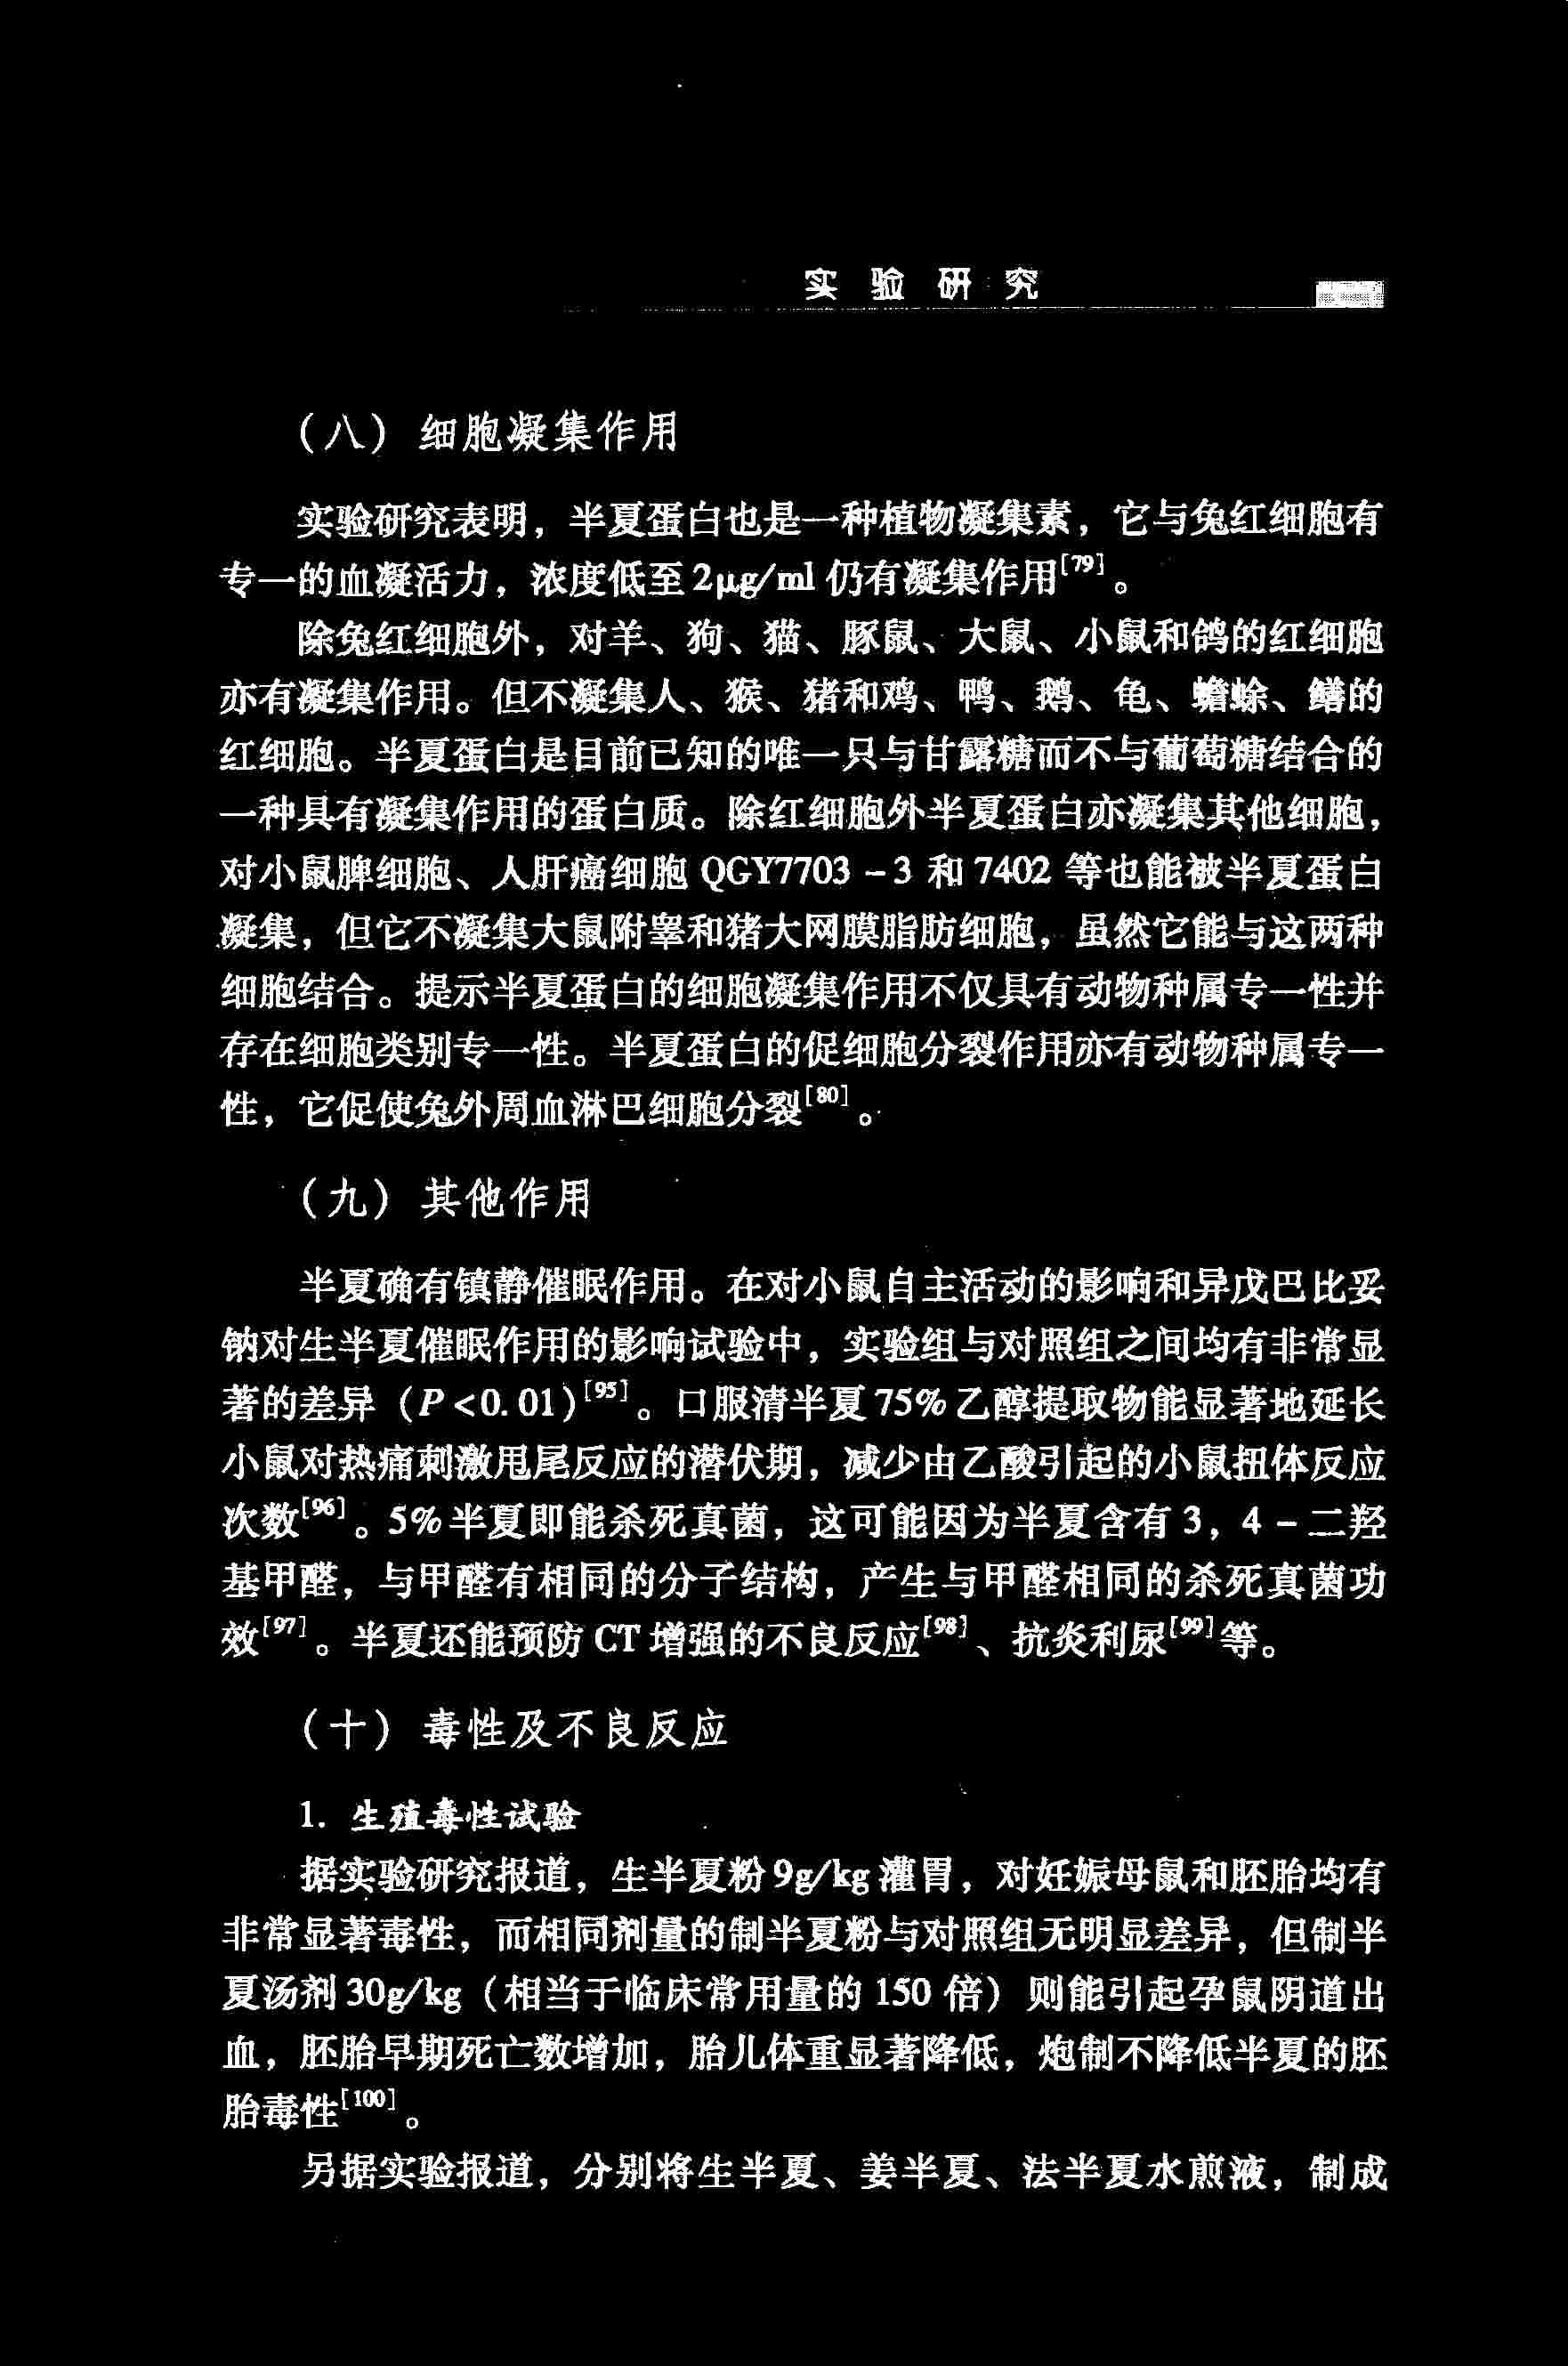 实验研究
（八） 细胞凝集作用
实验研究表明，半夏蛋白也是一种植物凝集素，它与兔红细胞有
专一的血凝活力，浓度低至2μg/ml仍有凝集作用[79]。
除兔红细胞外，对羊、狗、猫、豚鼠、大鼠、小鼠和鸽的红细胞
亦有凝集作用。但不凝集人、猴、猪和鸡、鸭、鹅、龟、蟾蜍、鳝的
红细胞。半夏蛋白是目前已知的唯一只与甘露糖而不与葡萄糖结合的
一种具有凝集作用的蛋白质。除红细胞外半夏蛋白亦凝集其他细胞，
对小鼠脾细胞、人肝癌细胞 QGY7703－3 和 7402 等也能被半夏蛋白
凝集，但它不凝集大鼠附睾和猪大网膜脂肪细胞，虽然它能与这两种
细胞结合。提示半夏蛋白的细胞凝集作用不仅具有动物种属专一性并
存在细胞类别专一性。半夏蛋白的促细胞分裂作用亦有动物种属专一
性，它促使兔外周血淋巴细胞分裂[80]。
（九） 其他作用
半夏确有镇静催眠作用。在对小鼠自主活动的影响和异戊巴比妥
钠对生半夏催眠作用的影响试验中，实验组与对照组之间均有非常显
著的差异（P<0.01）[95]。口服清半夏75%乙醇提取物能显著地延长
小鼠对热痛刺激甩尾反应的潜伏期，减少由乙酸引起的小鼠扭体反应
次数[96]。5%半夏即能杀死真菌，这可能因为半夏含有3，4－二羟
基甲醛，与甲醛有相同的分子结构，产生与甲醛相同的杀死真菌功
效[97]。半夏还能预防CT增强的不良反应[98]、抗炎利尿[99]等。
（十） 毒性及不良反应
1. 生殖毒性试验
据实验研究报道，生半夏粉9g/kg灌胃，对妊娠母鼠和胚胎均有
非常显著毒性，而相同剂量的制半夏粉与对照组无明显差异，但制半
夏汤剂30g/kg（相当于临床常用量的150倍）则能引起孕鼠阴道出
血，胚胎早期死亡数增加，胎儿体重显著降低，炮制不降低半夏的胚
胎毒性[100]。
另据实验报道，分别将生半夏、姜半夏、法半夏水煎液，制成